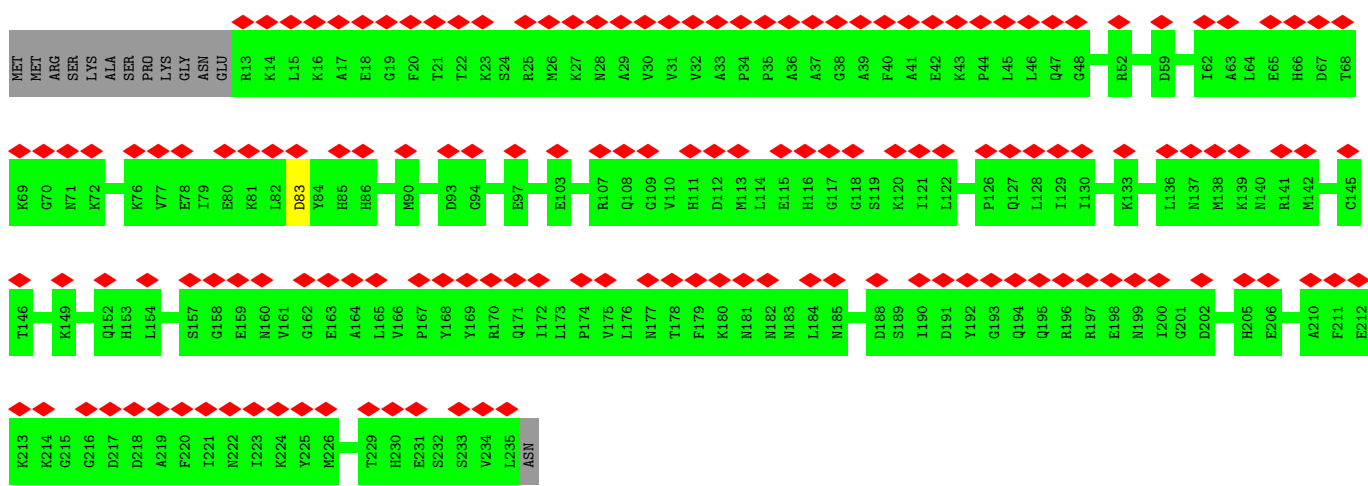 MET MET ARG SER LYS ALA SER PRO LYS GLY ASN GLU R13 K14 L15 K16 A17 E18 G19 F20 T21 T22 K23 S24 R25 M26 K27 N28 A29 V30 V31 V32 A33 P34 P35 A36 A37 G38 A39 F40 A41 E42 K43 P44 L45 L46 Q47 G48 R52 D59 I62 A63 L64 E65 H66 D67 T68
K69 G70 N71 K72 K76 V77 E78 I79 E80 K81 L82 D83 Y84 H85 H86 M90 D93 G94 E97 E103 R107 Q108 G109 V110 H111 D112 M113 L114 E115 H116 G117 G118 S119 K120 I121 L122 P126 Q127 L128 I129 I130 K133 L136 N137 M138 K139 N140 R141 M142 C145
T146 K149 Q152 H153 L154 S157 G158 E159 N160 V161 G162 E163 A164 L165 V166 P167 Y168 Y169 R170 Q171 I172 L173 P174 V175 L176 N177 T178 F179 K180 N181 N182 N183 L184 N185 D188 S189 I190 D191 Y192 G193 Q194 Q195 R196 R197 E198 N199 I200 G201 D202 H205 E206 A210 F211 E212
K213 K214 G215 G216 D217 D218 A219 F220 I221 N222 I223 K224 Y225 M226 T229 H230 E231 S232 S233 V234 L235 ASN